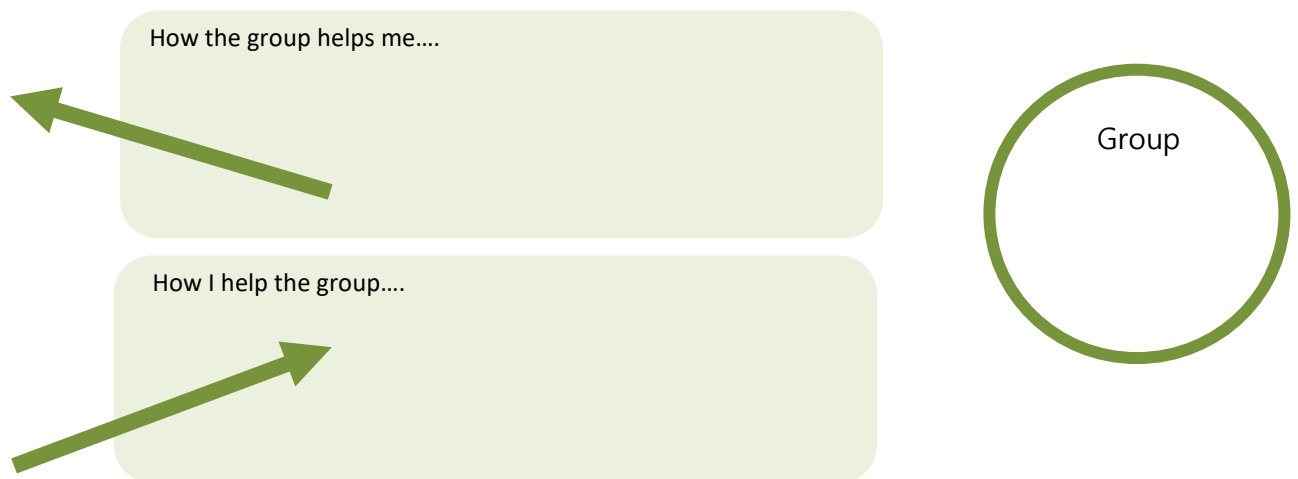 How the group helps me….
Group
How I help the group….